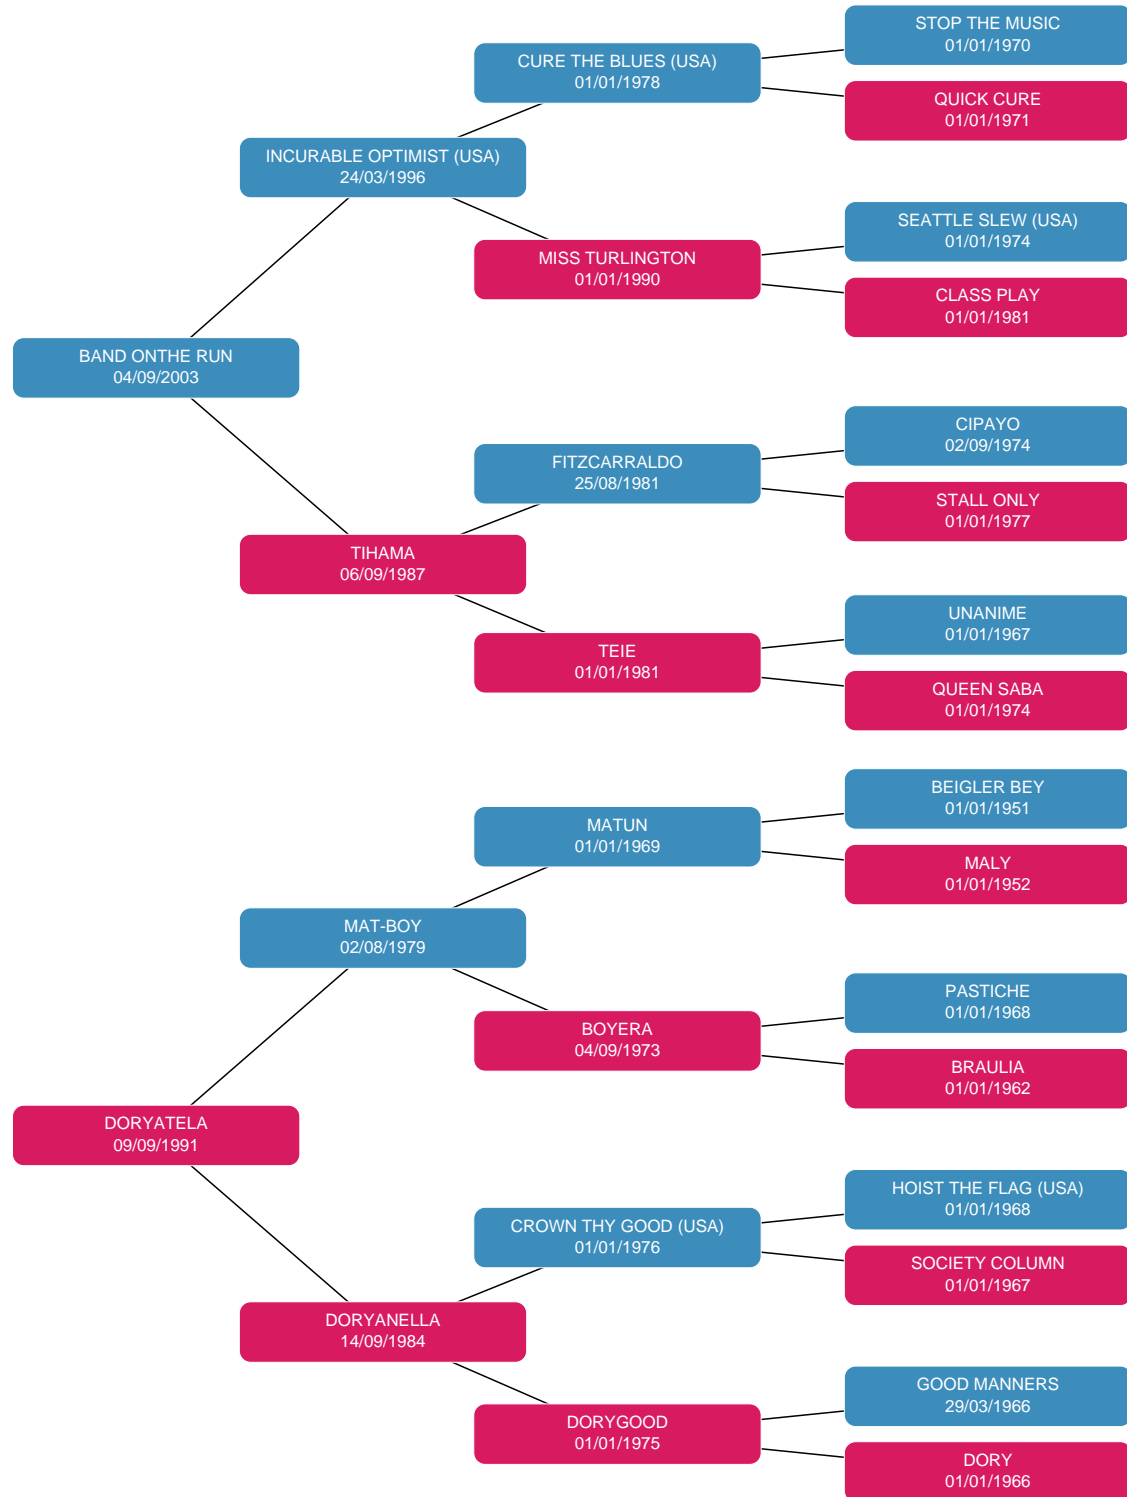 STOP THE MUSIC
01/01/1970
CURE THE BLUES (USA)
01/01/1978
QUICK CURE
01/01/1971
INCURABLE OPTIMIST (USA)
24/03/1996
SEATTLE SLEW (USA)
01/01/1974
MISS TURLINGTON
01/01/1990
CLASS PLAY
01/01/1981
BAND ONTHE RUN
04/09/2003
CIPAYO
02/09/1974
FITZCARRALDO
25/08/1981
STALL ONLY
01/01/1977
TIHAMA
06/09/1987
UNANIME
01/01/1967
TEIE
01/01/1981
QUEEN SABA
01/01/1974
BEIGLER BEY
01/01/1951
MATUN
01/01/1969
MALY
01/01/1952
MAT-BOY
02/08/1979
PASTICHE
01/01/1968
BOYERA
04/09/1973
BRAULIA
01/01/1962
DORYATELA
09/09/1991
HOIST THE FLAG (USA)
01/01/1968
CROWN THY GOOD (USA)
01/01/1976
SOCIETY COLUMN
01/01/1967
DORYANELLA
14/09/1984
GOOD MANNERS
29/03/1966
DORYGOOD
01/01/1975
DORY
01/01/1966